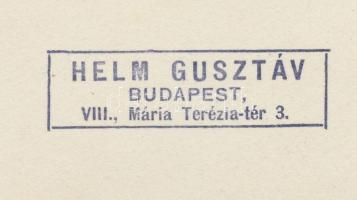 HELM GUSZTÁV
BUDAPEST,
VIII., Mária Terézia-tér 3.